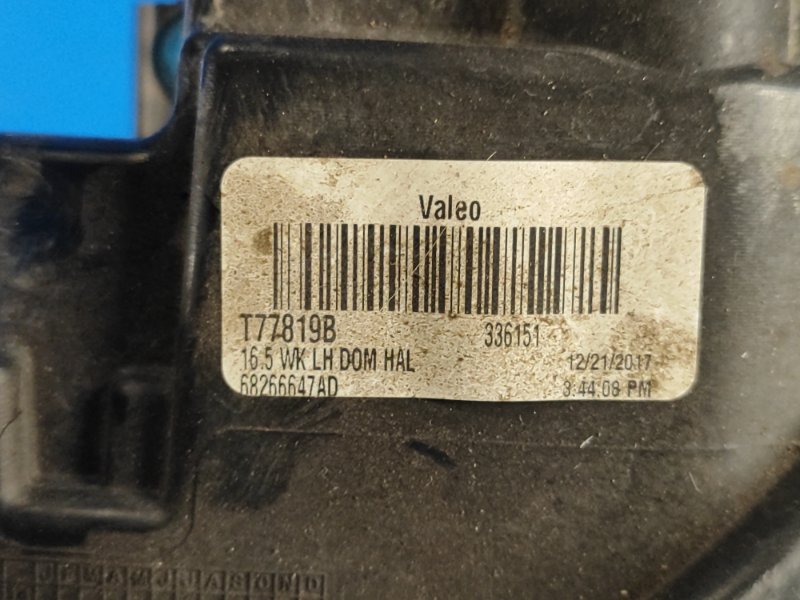 Valeo
T77819B 336151
16.5 WK LH DOM HAL 12/21/2017
68266647AD 3:44:08 PM
J F M A M J J A S O N D